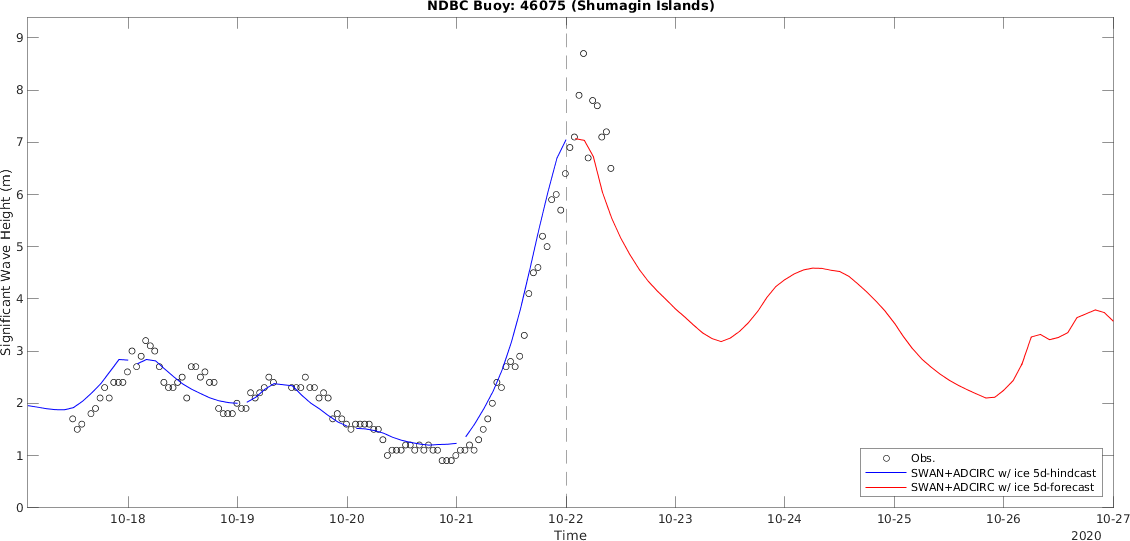 NDBC Buoy: 46075 (Shumagin Islands)
Significant Wave Height (m)
9
8
7
6
5
4
3
2
1
0
Obs.
SWAN+ADCIRC w/ ice 5d-hindcast
SWAN+ADCIRC w/ ice 5d-forecast
10-18 10-19 10-20 10-21 10-22 10-23 10-24 10-25 10-26 10-27
Time
2020